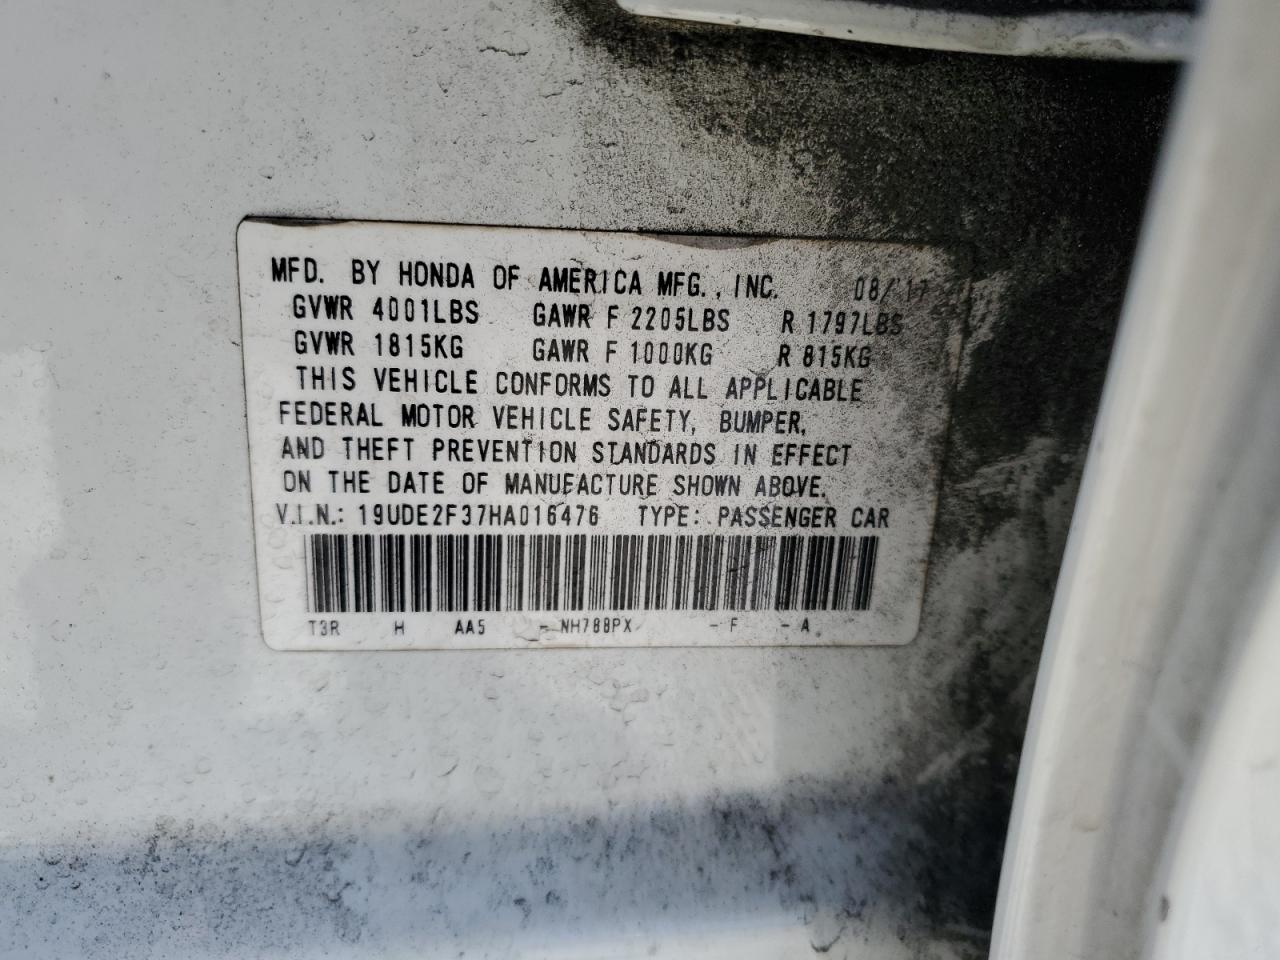 MFD. BY HONDA OF AMERICA MFG., INC. 08/17
GVWR 4001LBS GAWR F 2205LBS R 1797LBS
GVWR 1815KG GAWR F 1000KG R 815KG
THIS VEHICLE CONFORMS TO ALL APPLICABLE
FEDERAL MOTOR VEHICLE SAFETY, BUMPER,
AND THEFT PREVENTION STANDARDS IN EFFECT
ON THE DATE OF MANUFACTURE SHOWN ABOVE.
V.I.N.: 19UDE2F37HA016476 TYPE: PASSENGER CAR
T3R H AA5 - NH788PX - F - A